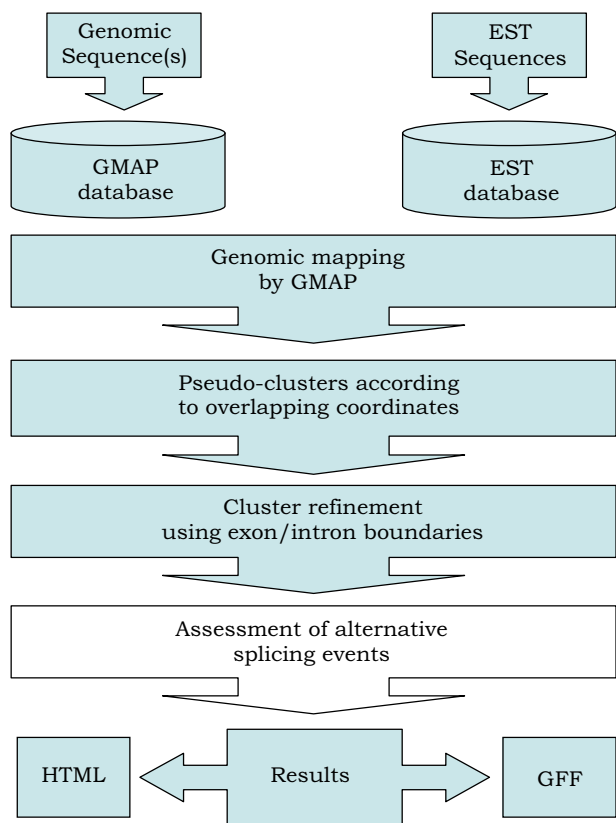 Genomic
Sequence(s)
EST
Sequences
GMAP
database
EST
database
Genomic mapping
by GMAP
Pseudo-clusters according
to overlapping coordinates
Cluster refinement
using exon/intron boundaries
Assessment of alternative
splicing events
HTML
Results
GFF